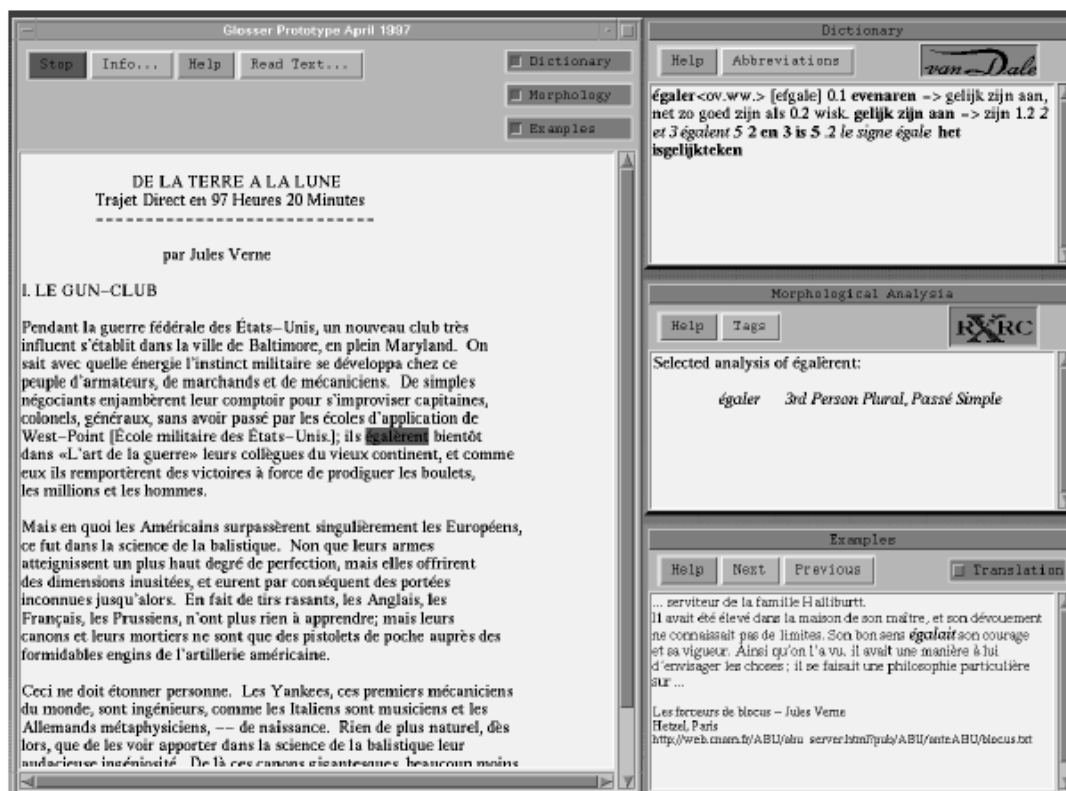 Glosser Prototype April 1997
Stop Info... Help Read Text...
Dictionary
Morphology
Examples
DE LA TERRE A LA LUNE
Trajet Direct en 97 Heures 20 Minutes
----------------------------
par Jules Verne
I. LE GUN-CLUB
Pendant la guerre fédérale des États-Unis, un nouveau club très
influent s'établit dans la ville de Baltimore, en plein Maryland. On
sait avec quelle énergie l'instinct militaire se développa chez ce
peuple d'armateurs, de marchands et de mécaniciens. De simples
négociants enjambèrent leur comptoir pour s'improviser capitaines,
colonels, généraux, sans avoir passé par les écoles d'application de
West-Point [École militaire des États-Unis.]; ils égalèrent bientôt
dans «L'art de la guerre» leurs collègues du vieux continent, et comme
eux ils remportèrent des victoires à force de prodiguer les boulets,
les millions et les hommes.
Mais en quoi les Américains surpassèrent singulièrement les Européens,
ce fut dans la science de la balistique. Non que leurs armes
atteignissent un plus haut degré de perfection, mais elles offrirent
des dimensions inusitées, et eurent par conséquent des portées
inconnues jusqu'alors. En fait de tirs rasants, les Anglais, les
Français, les Prussiens, n'ont plus rien à apprendre; mais leurs
canons et leurs mortiers ne sont que des pistolets de poche auprès des
formidables engins de l'artillerie américaine.
Ceci ne doit étonner personne. Les Yankees, ces premiers mécaniciens
du monde, sont ingénieurs, comme les Italiens sont musiciens et les
Allemands métaphysiciens, -- de naissance. Rien de plus naturel, dès
lors, que de les voir apporter dans la science de la balistique leur
audacieuse ingéniosité. De là ces canons gigantesques, beaucoup moins
Dictionary
Help Abbreviations van Dale
égaler<ov.ww.> [efgale] 0.1 evenaren => gelijk zijn aan,
net zo goed zijn als 0.2 wisk. gelijk zijn aan => zijn 1.2 2
et 3 égalent 5 2 en 3 is 5 .2 le signe égale het
isgelijkteken
Morphological Analysis
Help Tags RXRC
Selected analysis of égalèrent:
égaler 3rd Person Plural, Passé Simple
Examples
Help Next Previous Translation
... serviteur de la famille Halliburtt.
Il avait été élevé dans la maison de son maître, et son dévouement
ne connaissait pas de limites. Son bon sens égalait son courage
et sa vigueur. Ainsi qu'on l'a vu, il avait une manière à lui
d'envisager les choses ; il se faisait une philosophie particulière
sur ...
Les forceurs de blocus - Jules Verne
Hetzel, Paris